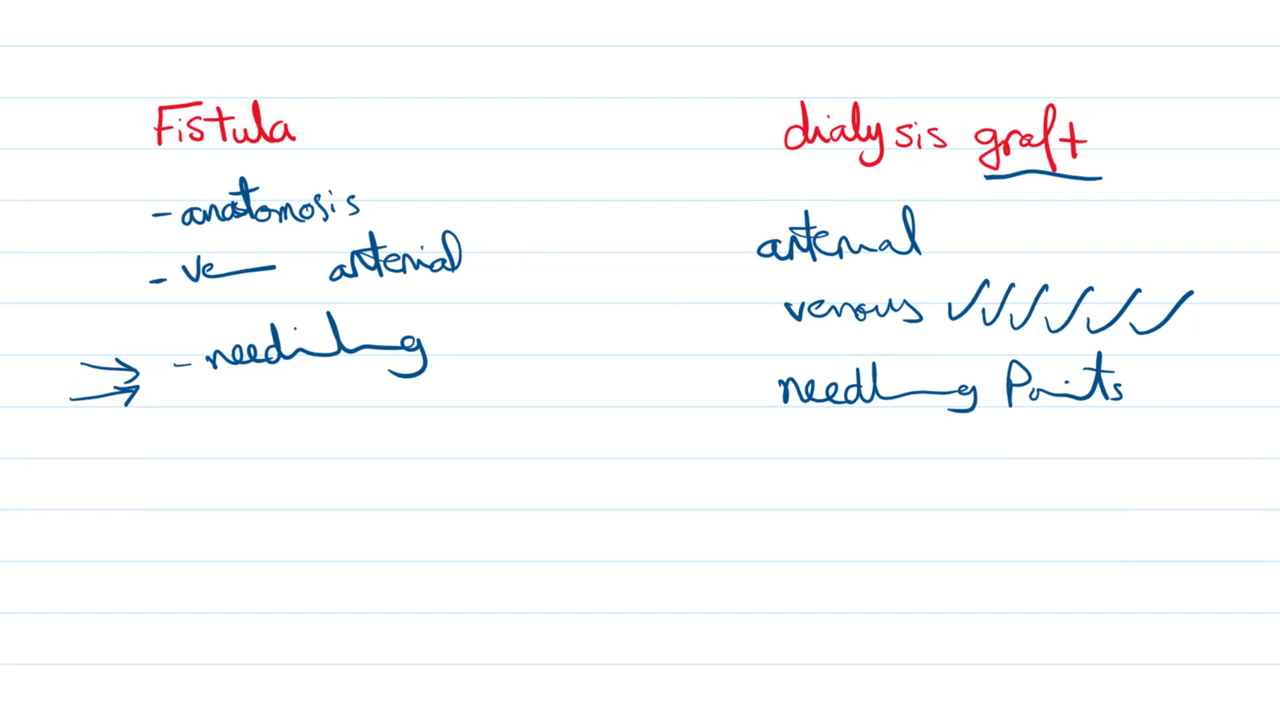 Fistula
- anastomosis
- ve arterial
- needling
dialysis graft
arterial
venous ✓✓✓✓✓✓
needling Points